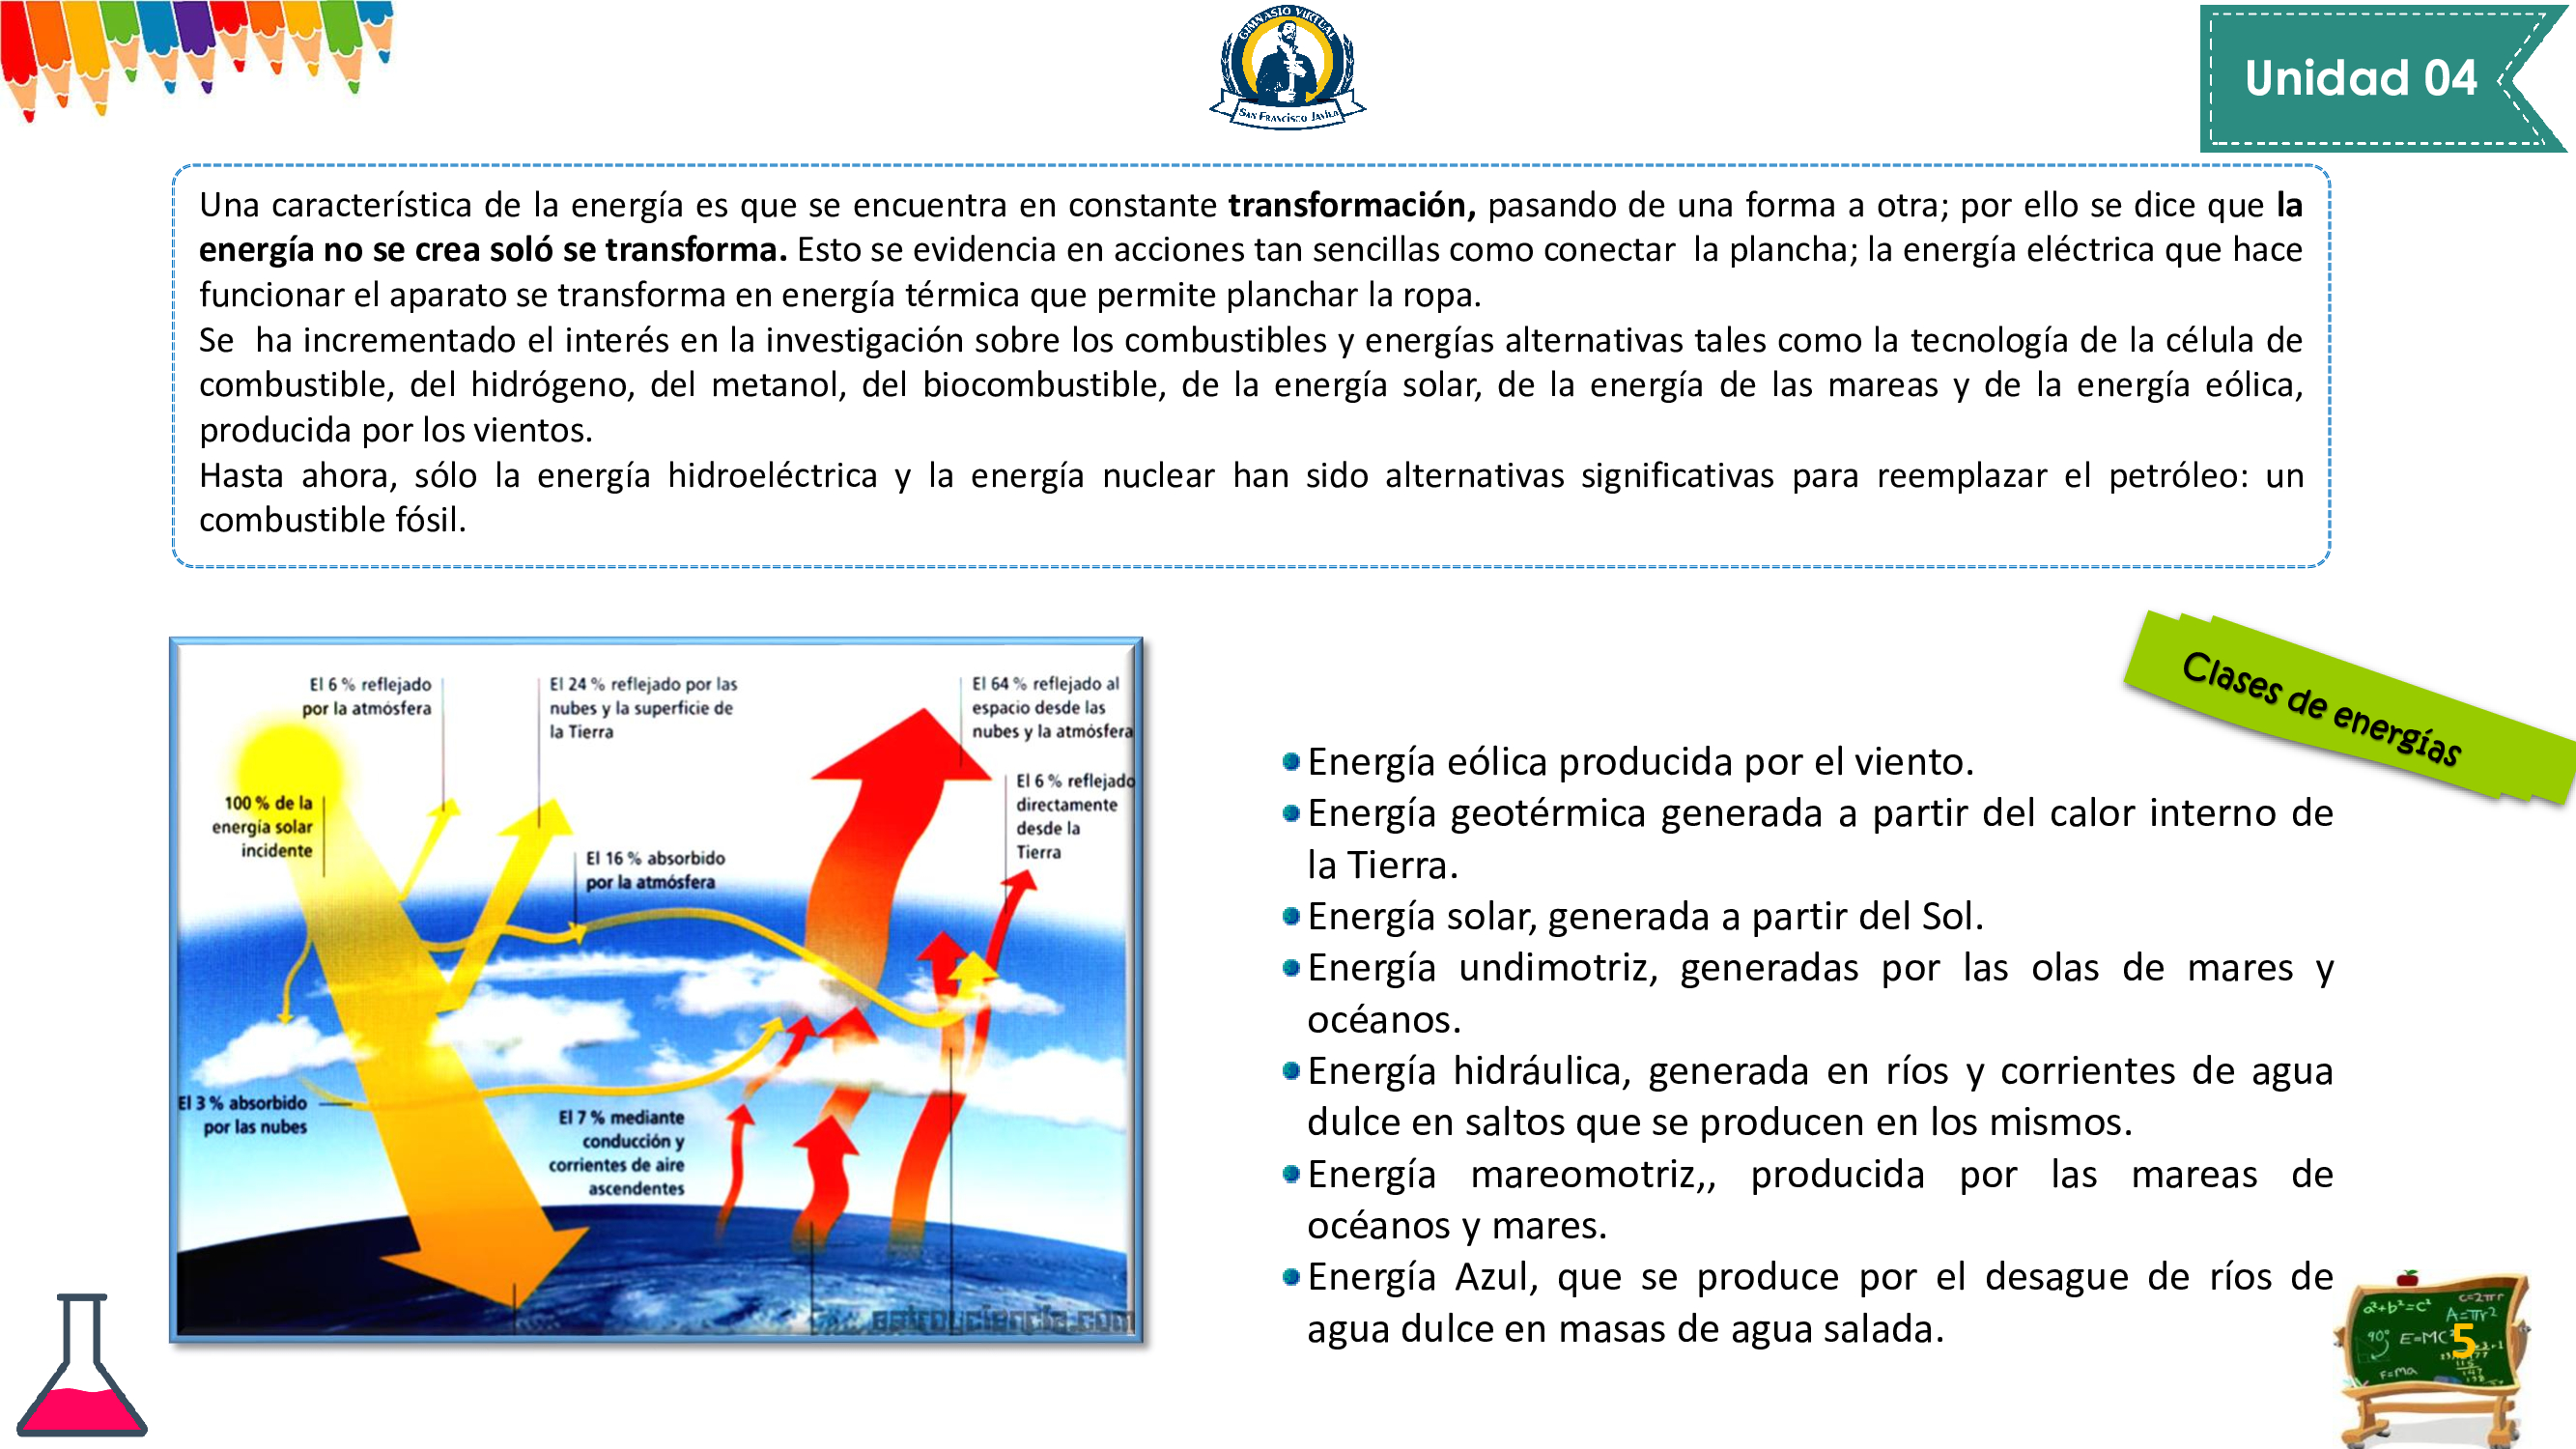 GIMNASIO VIRTUAL
SAN FRANCISCO JAVIER
Unidad 04
Una característica de la energía es que se encuentra en constante transformación, pasando de una forma a otra; por ello se dice que la
energía no se crea soló se transforma. Esto se evidencia en acciones tan sencillas como conectar la plancha; la energía eléctrica que hace
funcionar el aparato se transforma en energía térmica que permite planchar la ropa.
Se ha incrementado el interés en la investigación sobre los combustibles y energías alternativas tales como la tecnología de la célula de
combustible, del hidrógeno, del metanol, del biocombustible, de la energía solar, de la energía de las mareas y de la energía eólica,
producida por los vientos.
Hasta ahora, sólo la energía hidroeléctrica y la energía nuclear han sido alternativas significativas para reemplazar el petróleo: un
combustible fósil.
El 6 % reflejado
por la atmósfera
El 24 % reflejado por las
nubes y la superficie de
la Tierra
El 64 % reflejado al
espacio desde las
nubes y la atmósfera
El 6 % reflejado
directamente
desde la
Tierra
100 % de la
energía solar
incidente
El 16 % absorbido
por la atmósfera
El 3 % absorbido
por las nubes
El 7 % mediante
conducción y
corrientes de aire
ascendentes
astroyciencia.com
Clases de energías
Energía eólica producida por el viento.
Energía geotérmica generada a partir del calor interno de
la Tierra.
Energía solar, generada a partir del Sol.
Energía undimotriz, generadas por las olas de mares y
océanos.
Energía hidráulica, generada en ríos y corrientes de agua
dulce en saltos que se producen en los mismos.
Energía mareomotriz,, producida por las mareas de
océanos y mares.
Energía Azul, que se produce por el desague de ríos de
agua dulce en masas de agua salada.
a²+b²=c²
c=2πr
A=πr²
90°
E=MC
F=ma
5